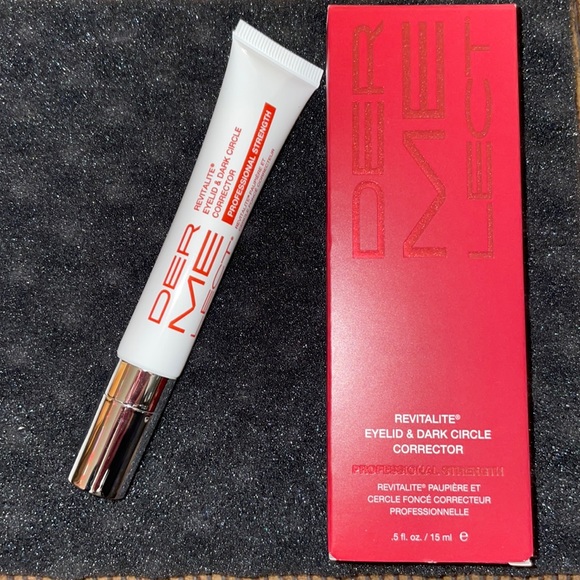 REVITALITE®
EYELID & DARK CIRCLE
CORRECTOR
PROFESSIONAL STRENGTH
DER
ME
LECT
DER
ME
LECT
REVITALITE®
EYELID & DARK CIRCLE
CORRECTOR
PROFESSIONAL STRENGTH
REVITALITE® PAUPIÈRE ET
CERCLE FONCÉ CORRECTEUR
PROFESSIONNELLE
.5 fl. oz. / 15 ml ℮